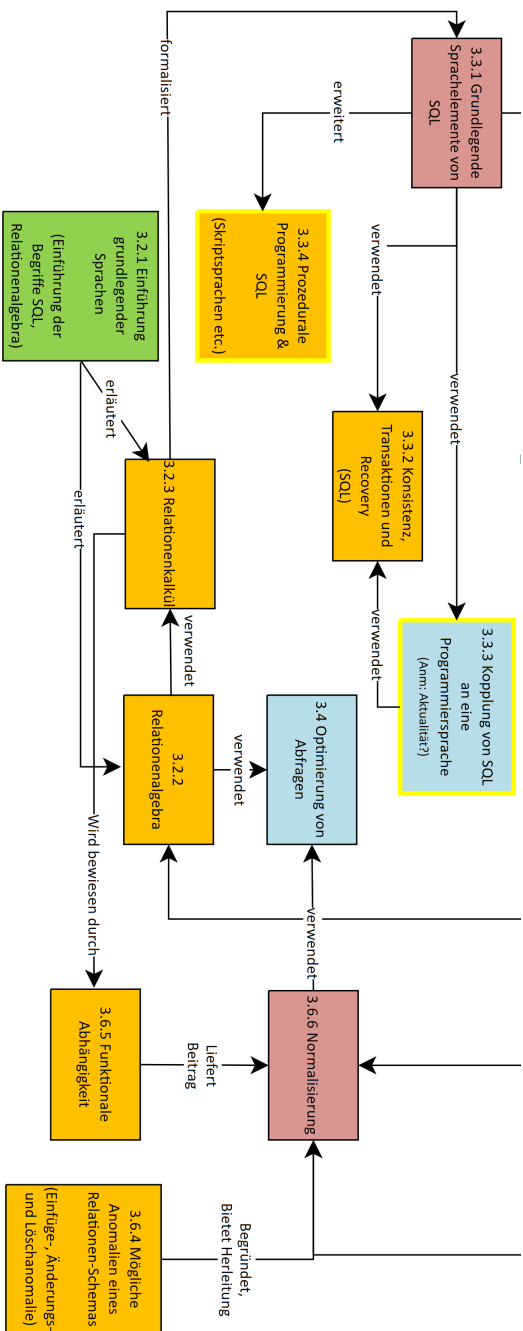 3.3.1 Grundlegende
Sprachelemente von
SQL
formalisiert
erweitert
verwendet
verwendet
3.3.4 Prozedurale
Programmierung &
SQL
(Skriptsprachen etc.)
3.2.1 Einführung
grundlegender
Sprachen
(Einführung der
Begriffe SQL,
Relationenalgebra)
erläutert
erläutert
3.3.2 Konsistenz,
Transaktionen und
Recovery
(SQL)
3.2.3 Relationenkalkül
verwendet
verwendet
3.3.3 Kopplung von SQL
an eine
Programmiersprache
(Anm: Aktualität?)
3.4 Optimierung von
Abfragen
verwendet
3.2.2
Relationenalgebra
Wird bewiesen durch
verwendet
3.6.6 Normalisierung
3.6.5 Funktionale
Abhängigkeit
Liefert
Beitrag
Begründet,
Bietet Herleitung
3.6.4 Mögliche
Anomalien eines
Relationen-Schemas
(Einfüge-, Änderungs-
und Löschanomalie)